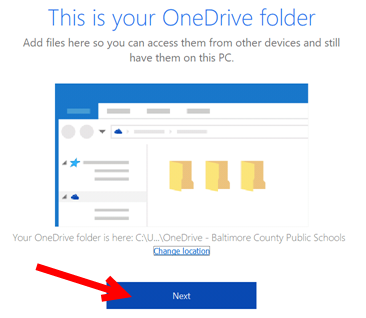 This is your OneDrive folder
Add files here so you can access them from other devices and still
have them on this PC.
Your OneDrive folder is here: C:\U...\OneDrive - Baltimore County Public Schools
Change location
Next